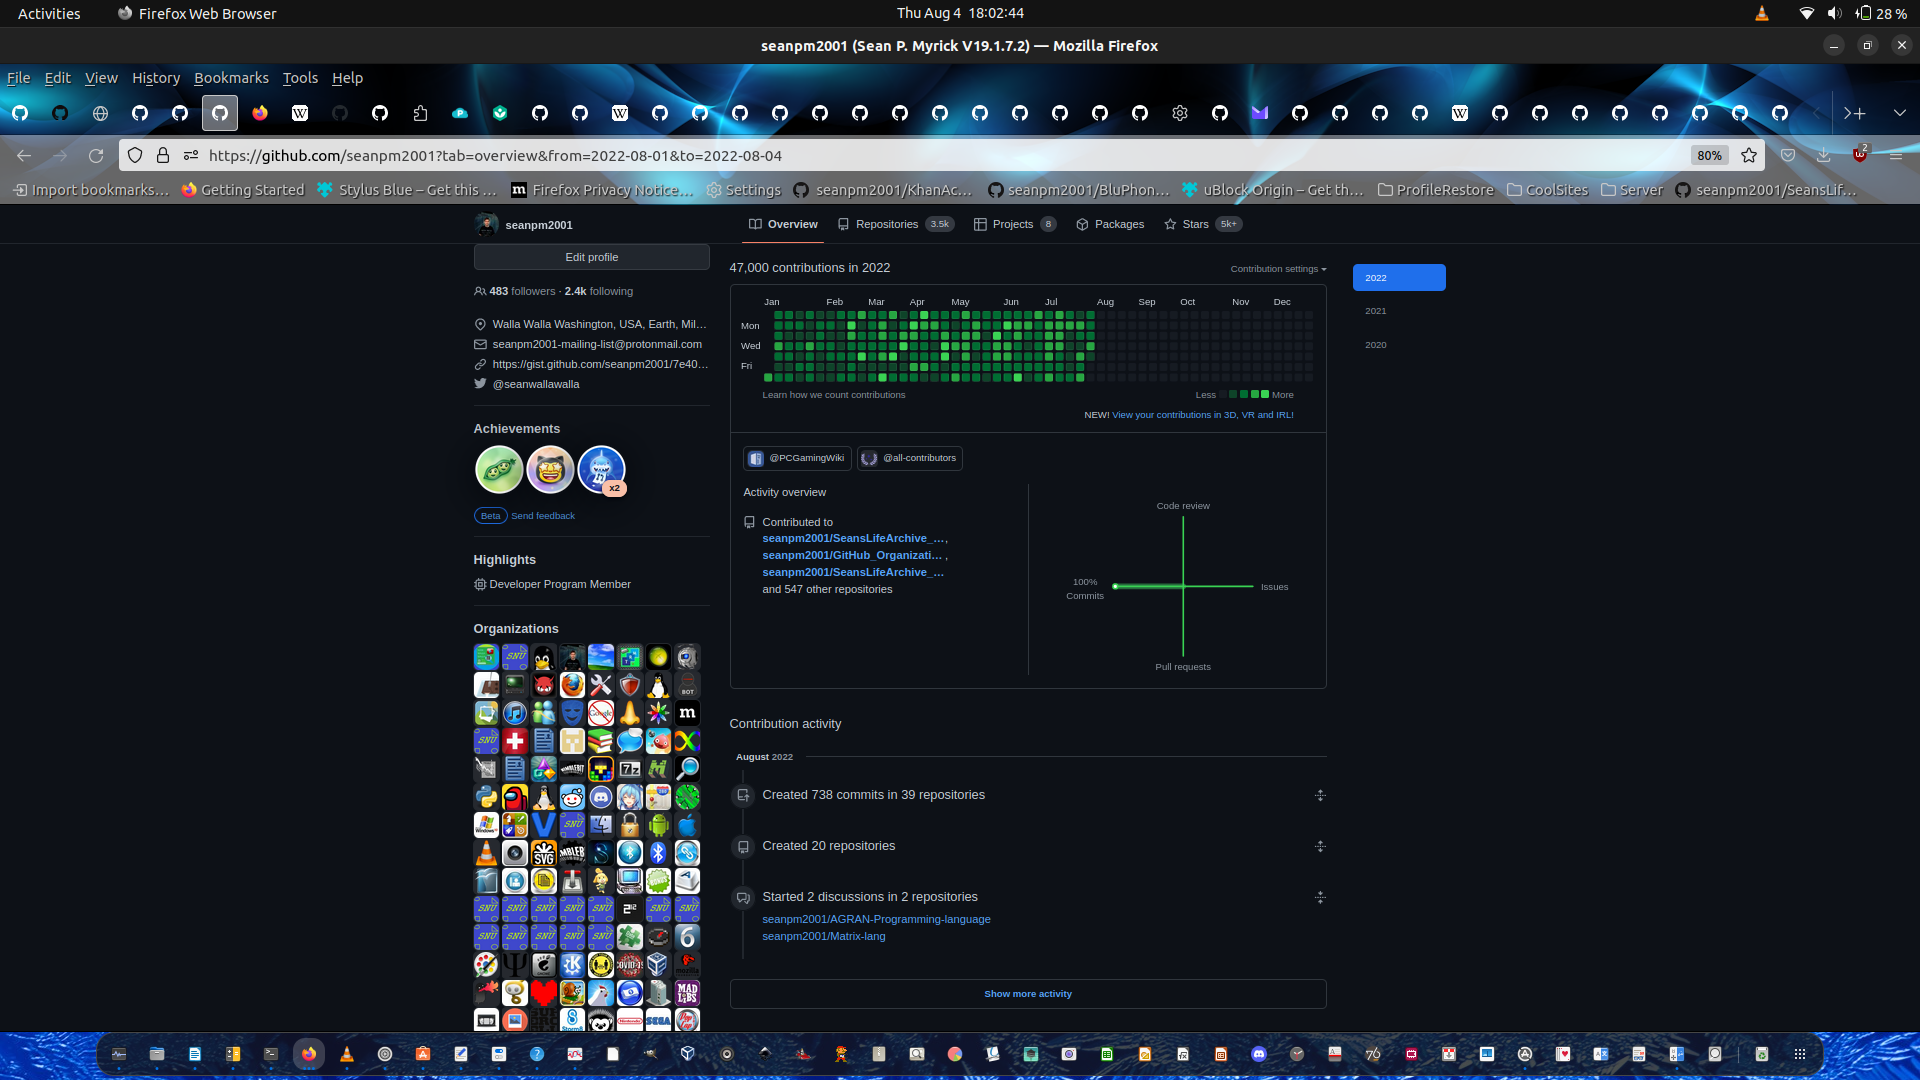 Activities
Firefox Web Browser
Thu Aug 4 18:02:44
28 %
seanpm2001 (Sean P. Myrick V19.1.7.2) — Mozilla Firefox
File Edit View History Bookmarks Tools Help
https://github.com/seanpm2001?tab=overview&from=2022-08-01&to=2022-08-04
80%
2
Import bookmarks...
Getting Started
Stylus Blue – Get this ...
Firefox Privacy Notice...
Settings
seanpm2001/KhanAc...
seanpm2001/BluPhon...
uBlock Origin – Get th...
ProfileRestore
CoolSites
Server
seanpm2001/SeansLif...
seanpm2001
Overview
Repositories 3.5k
Projects 8
Packages
Stars 5k+
Edit profile
483 followers · 2.4k following
Walla Walla Washington, USA, Earth, Mil...
seanpm2001-mailing-list@protonmail.com
https://gist.github.com/seanpm2001/7e40...
@seanwallawalla
Achievements
x2
Beta Send feedback
Highlights
Developer Program Member
Organizations
47,000 contributions in 2022
Contribution settings
2022
2021
2020
Jan Feb Mar Apr May Jun Jul Aug Sep Oct Nov Dec
Mon
Wed
Fri
Learn how we count contributions
Less More
NEW! View your contributions in 3D, VR and IRL!
@PCGamingWiki
@all-contributors
Activity overview
Contributed to
seanpm2001/SeansLifeArchive_...,
seanpm2001/GitHub_Organizati... ,
seanpm2001/SeansLifeArchive_...
and 547 other repositories
Code review
100%
Commits
Issues
Pull requests
Contribution activity
August 2022
Created 738 commits in 39 repositories
Created 20 repositories
Started 2 discussions in 2 repositories
seanpm2001/AGRAN-Programming-language
seanpm2001/Matrix-lang
Show more activity